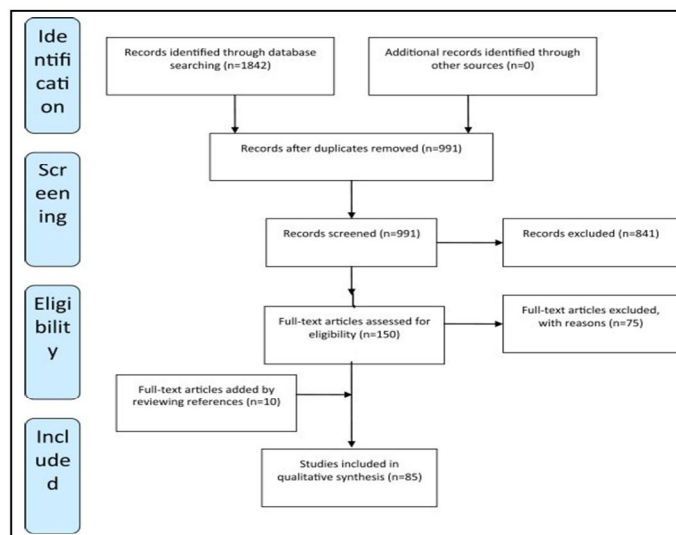 Ide
ntifi
cati
on
Records identified through database
searching (n=1842)
Additional records identified through
other sources (n=0)
Records after duplicates removed (n=991)
Scr
een
ing
Records screened (n=991)
Records excluded (n=841)
Eligi
bilit
y
Full-text articles assessed for
eligibility (n=150)
Full-text articles excluded,
with reasons (n=75)
Full-text articles added by
reviewing references (n=10)
Incl
ude
d
Studies included in
qualitative synthesis (n=85)